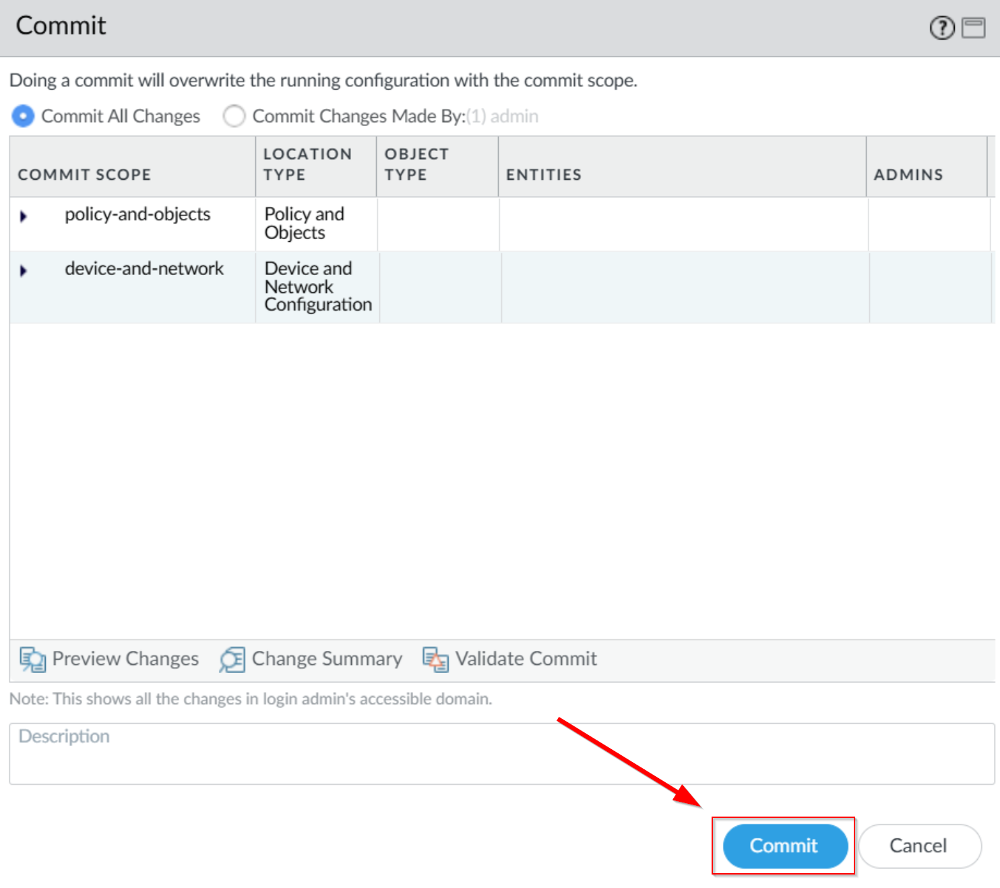 Commit
?
Doing a commit will overwrite the running configuration with the commit scope.
Commit All Changes Commit Changes Made By:(1) admin
COMMIT SCOPE LOCATION TYPE OBJECT TYPE ENTITIES ADMINS
policy-and-objects Policy and
Objects
device-and-network Device and
Network
Configuration
Preview Changes Change Summary Validate Commit
Note: This shows all the changes in login admin's accessible domain.
Description
Commit Cancel